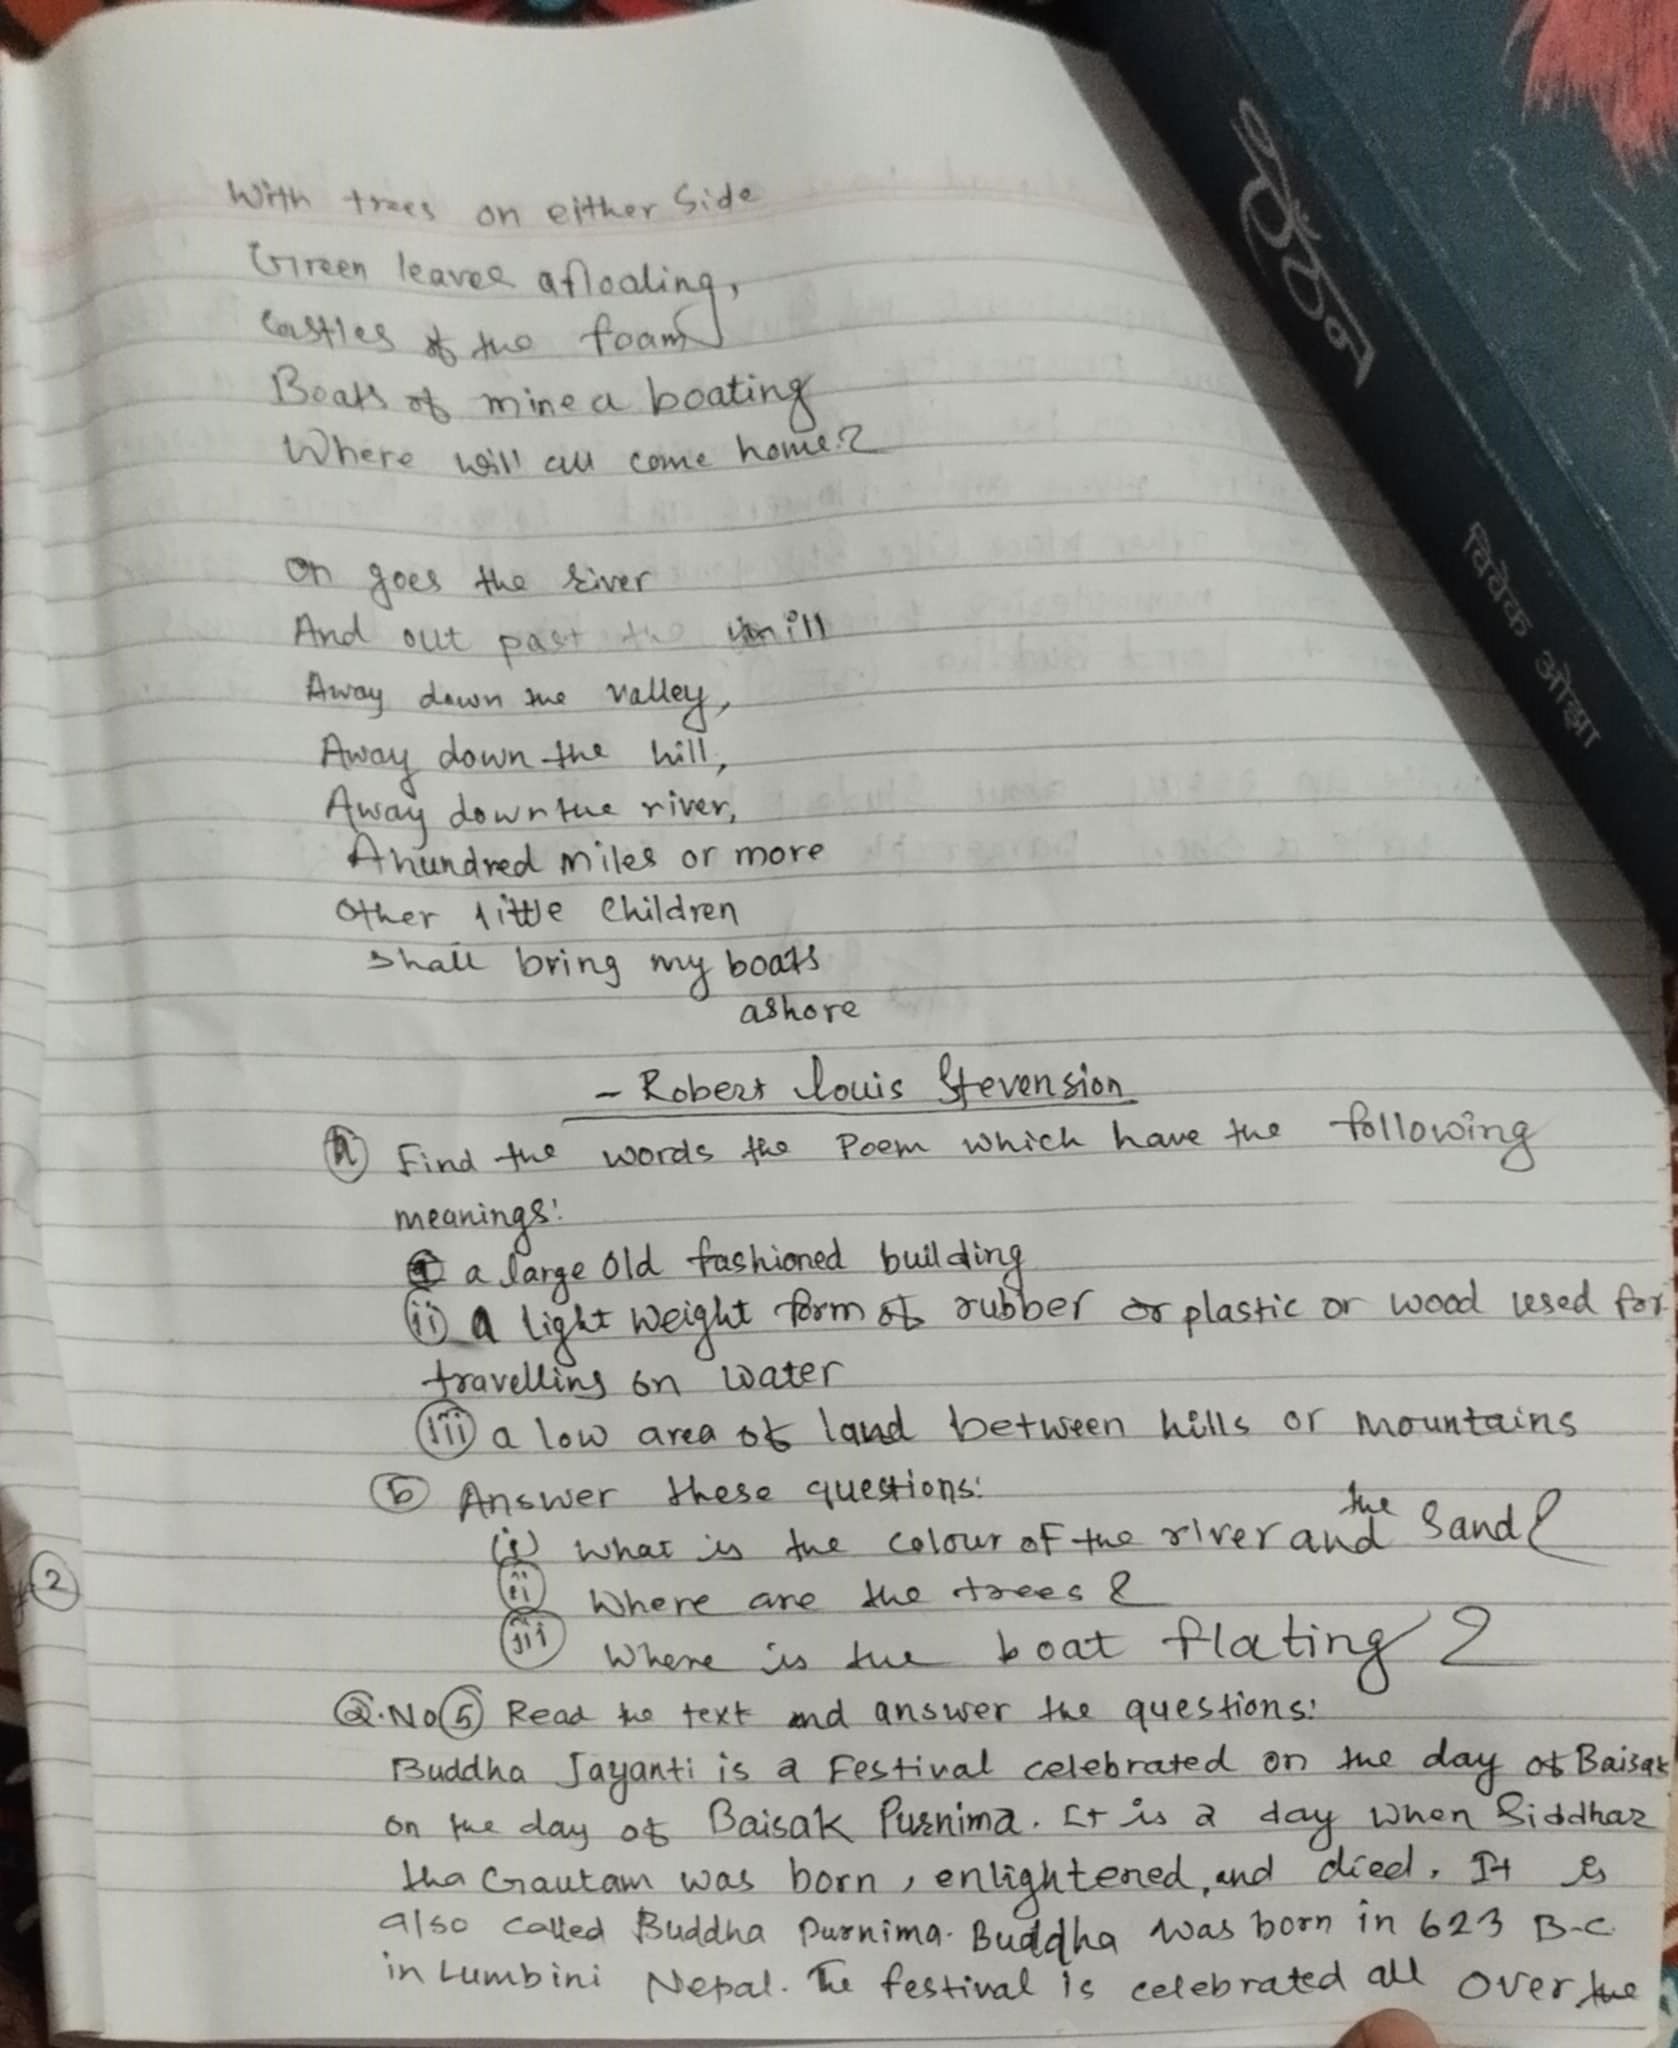 With trees on either Side
Green leavee afloading,
Castles of the foam
Boats of mine a boating
Where will all come home?
On goes the river
And out past the mill
Away down the valley,
Away down the hill,
Away down the river,
A hundred miles or more
Other little Children
shall bring my boats
ashore
- Robert Louis Stevension
a Find the words the Poem which have the following
meanings:
a large old fashioned building
ii a light weight form of rubber or plastic or wood used for
travelling on water
iii a low area of land between hills or mountains
b Answer these questions:
(i) What is the colour of the river and the Sand?
ii Where are the trees?
iii Where is the boat flating?
2
Q.No 5 Read the text and answer the questions:
Buddha Jayanti is a Festival celebrated on the day of Baisak
on the day of Baisak Purnima. It is a day when Siddhar
tha Gautam was born, enlightened, and died. It is
also called Buddha Purnima. Buddha was born in 623 B.C
in Lumbini Nepal. The festival is celebrated all over the
लुँठन
विवेक ओझा